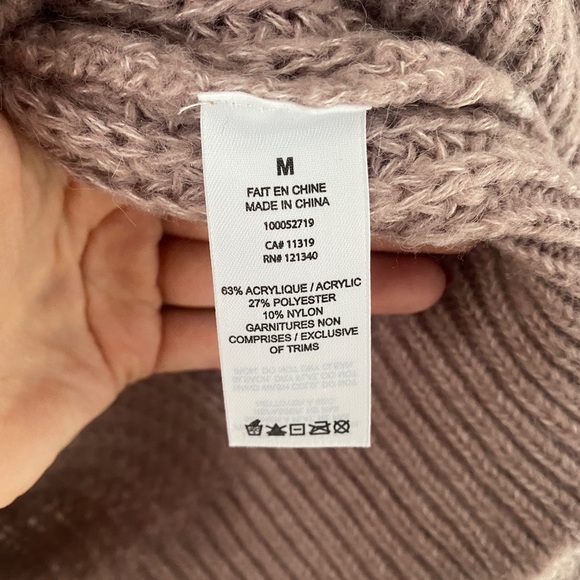 M
FAIT EN CHINE
MADE IN CHINA
100052719
CA# 11319
RN# 121340
63% ACRYLIQUE / ACRYLIC
27% POLYESTER
10% NYLON
GARNITURES NON
COMPRISES / EXCLUSIVE
OF TRIMS